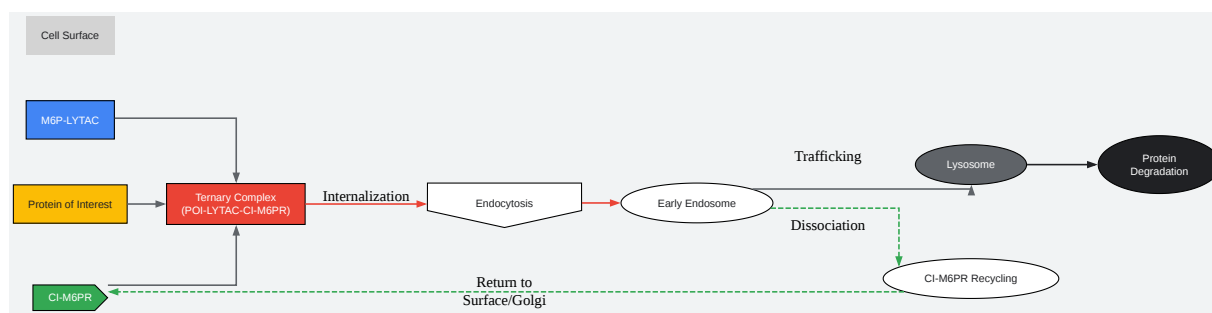 Cell Surface
M6P-LYTAC
Protein of Interest
CI-M6PR
Ternary Complex
(POI-LYTAC-CI-M6PR)
Internalization
Endocytosis
Early Endosome
Trafficking
Dissociation
Lysosome
Protein
Degradation
CI-M6PR Recycling
Return to
Surface/Golgi